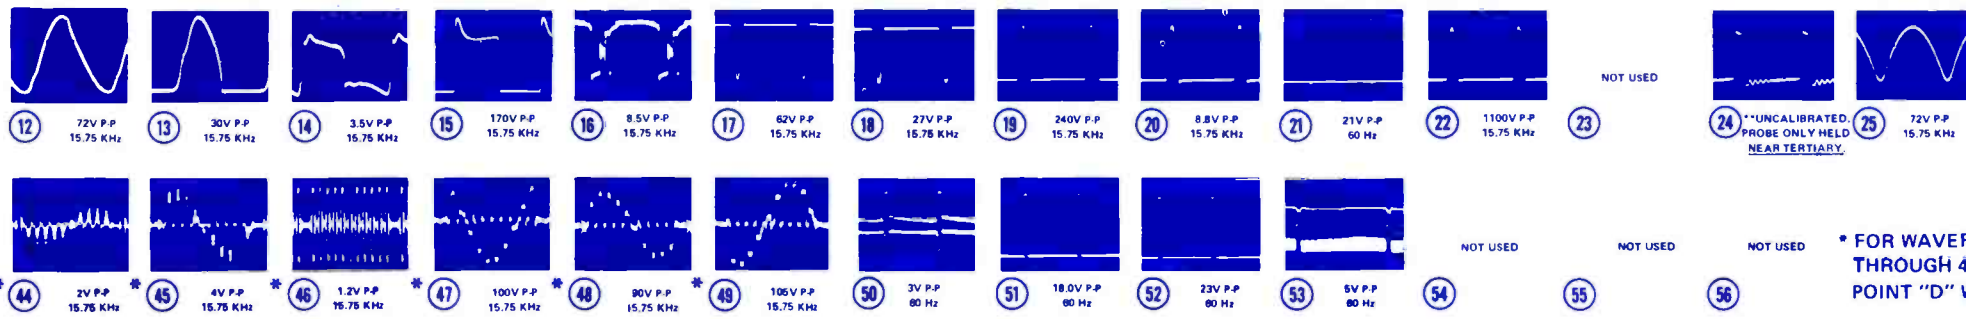 12 72V P-P
15.75 KHz
13 30V P-P
15.75 KHz
14 3.5V P-P
15.75 KHz
15 170V P-P
15.75 KHz
16 8.5V P-P
15.75 KHz
17 62V P-P
15.75 KHz
18 27V P-P
15.75 KHz
19 240V P-P
15.75 KHz
20 8.8V P-P
15.75 KHz
21 21V P-P
60 Hz
22 1100V P-P
15.75 KHz
NOT USED
23
24 **UNCALIBRATED.
PROBE ONLY HELD
NEAR TERTIARY.
25 72V P-P
15.75 KHz
* 44 2V P-P
15.75 KHz
* 45 4V P-P
15.75 KHz
* 46 1.2V P-P
15.75 KHz
* 47 100V P-P
15.75 KHz
* 48 90V P-P
15.75 KHz
* 49 105V P-P
15.75 KHz
50 3V P-P
60 Hz
51 18.0V P-P
60 Hz
52 23V P-P
60 Hz
53 5V P-P
60 Hz
NOT USED
54
NOT USED
55
NOT USED
56
* FOR WAVEF
THROUGH 4
POINT "D" W